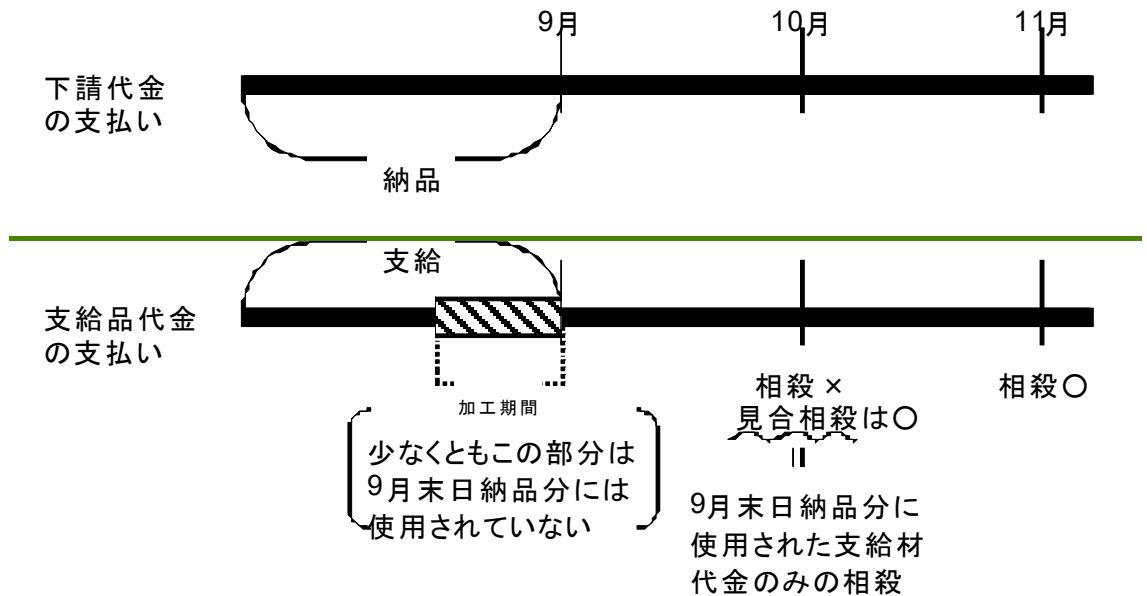 9月
10月
11月
下請代金
の支払い
納品
支給
支給品代金
の支払い
加工期間
少なくともこの部分は
9月末日納品分には
使用されていない
相殺 ×
見合相殺は〇
相殺〇
9月末日納品分に
使用された支給材
代金のみの相殺